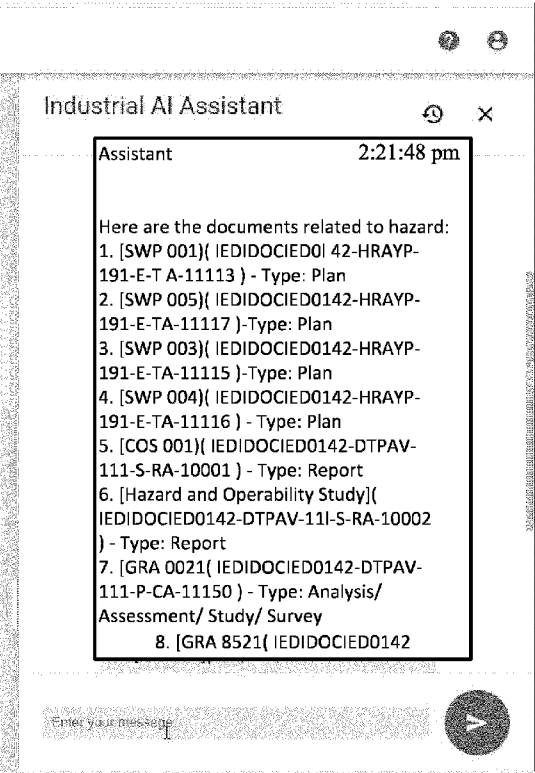 Industrial AI Assistant
Assistant 2:21:48 pm
Here are the documents related to hazard:
1. [SWP 001)( IEDIDOCIED0l 42-HRAYP-
191-E-T A-11113 ) - Type: Plan
2. [SWP 005)( IEDIDOCIED0142-HRAYP-
191-E-TA-11117 )-Type: Plan
3. [SWP 003)( IEDIDOCIED0142-HRAYP-
191-E-TA-11115 )-Type: Plan
4. [SWP 004)( IEDIDOCIED0142-HRAYP-
191-E-TA-11116 ) - Type: Plan
5. [COS 001)( IEDIDOCIED0142-DTPAV-
111-S-RA-10001 ) - Type: Report
6. [Hazard and Operability Study](
IEDIDOCIED0142-DTPAV-11l-S-RA-10002
) - Type: Report
7. [GRA 0021( IEDIDOCIED0142-DTPAV-
111-P-CA-11150 ) - Type: Analysis/
Assessment/ Study/ Survey
8. [GRA 8521( IEDIDOCIED0142
Enter your message